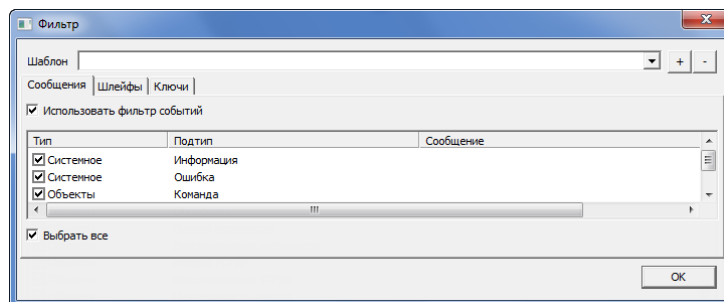 Фильтр
Шаблон + -
Сообщения Шлейфы Ключи
Использовать фильтр событий
Тип Подтип Сообщение
Системное Информация
Системное Ошибка
Объекты Команда
Выбрать все
OK